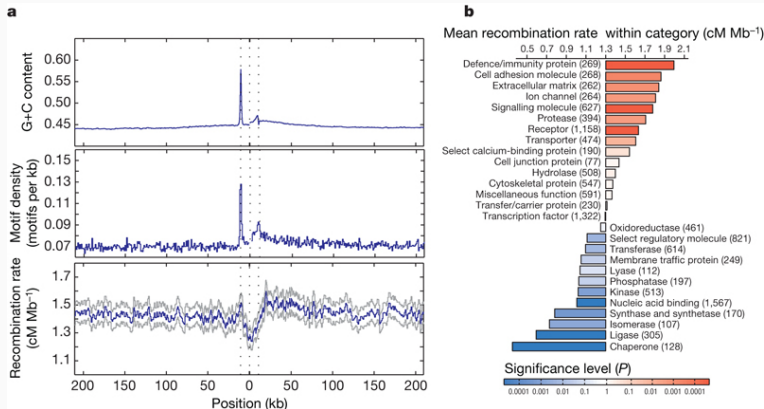 a
G+C content
0.60
0.55
0.50
0.45
Motif density
(motifs per kb)
0.15
0.13
0.11
0.09
0.07
Recombination rate
(cM Mb–1)
1.7
1.5
1.3
1.1
200 150 100 50 0 0 50 100 150 200
Position (kb)
b
Mean recombination rate within category (cM Mb–1)
0.5 0.7 0.9 1.1 1.3 1.5 1.7 1.9 2.1
Defence/immunity protein (269)
Cell adhesion molecule (268)
Extracellular matrix (262)
Ion channel (264)
Signalling molecule (627)
Protease (394)
Receptor (1,158)
Transporter (474)
Select calcium-binding protein (190)
Cell junction protein (77)
Hydrolase (508)
Cytoskeletal protein (547)
Miscellaneous function (591)
Transfer/carrier protein (230)
Transcription factor (1,322)
Oxidoreductase (461)
Select regulatory molecule (821)
Transferase (614)
Membrane traffic protein (249)
Lyase (112)
Phosphatase (197)
Kinase (513)
Nucleic acid binding (1,567)
Synthase and synthetase (170)
Isomerase (107)
Ligase (305)
Chaperone (128)
Significance level (P)
0.0001 0.001 0.01 0.1 1 0.1 0.01 0.001 0.0001